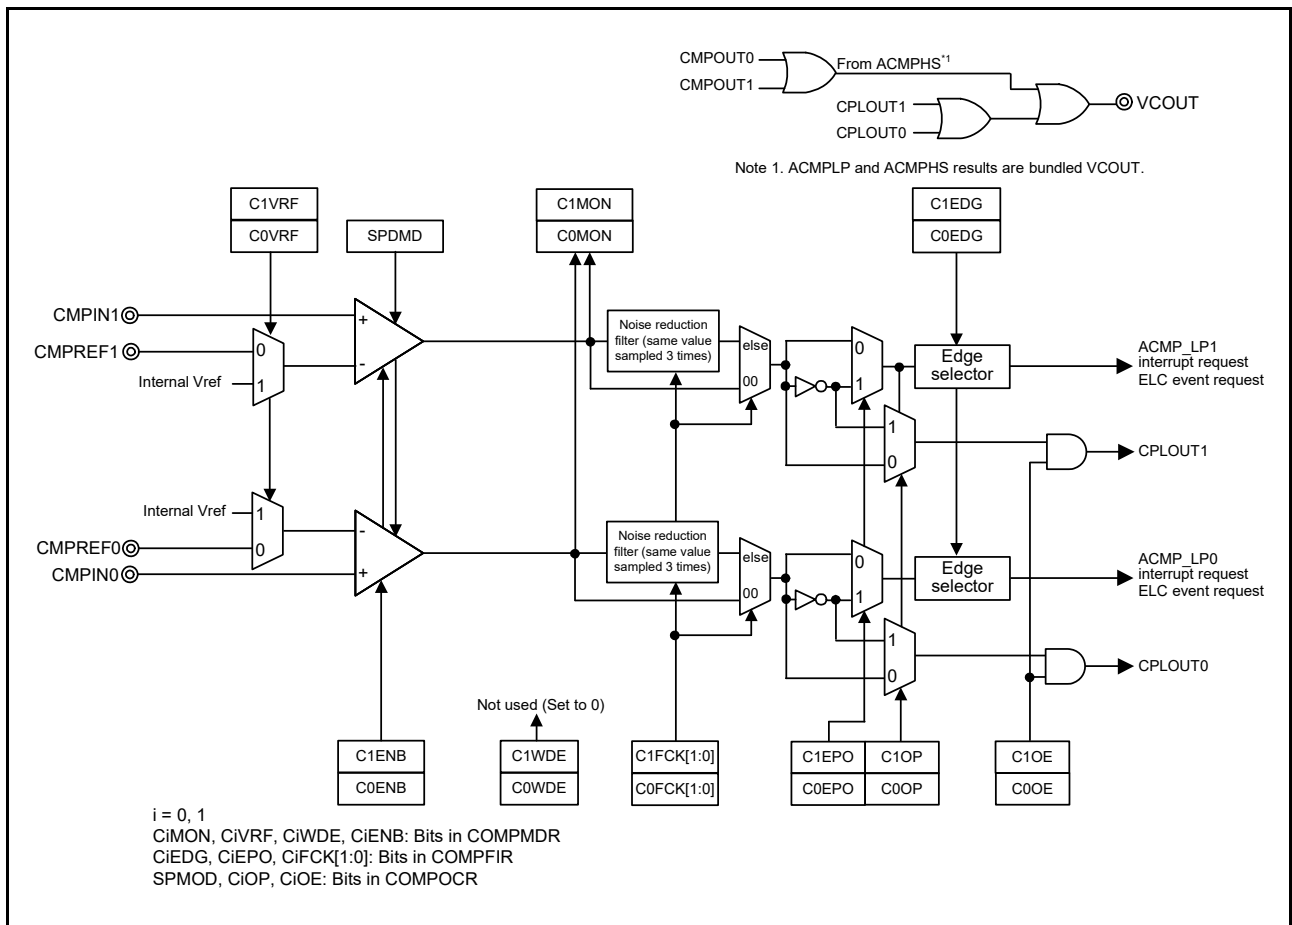 CMPOUT0
CMPOUT1
From ACMPHS*1
CPLOUT1
CPLOUT0
VCOUT
Note 1. ACMPLP and ACMPHS results are bundled VCOUT.
C1VRF
C0VRF
SPDMD
C1MON
C0MON
C1EDG
C0EDG
CMPIN1
CMPREF1
Internal Vref
0
1
+
-
Noise reduction
filter (same value
sampled 3 times)
else
00
0
1
Edge
selector
ACMP_LP1
interrupt request
ELC event request
1
0
CPLOUT1
Internal Vref
CMPREF0
CMPIN0
1
0
-
+
Noise reduction
filter (same value
sampled 3 times)
else
00
0
1
Edge
selector
ACMP_LP0
interrupt request
ELC event request
1
0
CPLOUT0
Not used (Set to 0)
C1ENB
C0ENB
C1WDE
C0WDE
C1FCK[1:0]
C0FCK[1:0]
C1EPO
C0EPO
C1OP
C0OP
C1OE
C0OE
i = 0, 1
CiMON, CiVRF, CiWDE, CiENB: Bits in COMPMDR
CiEDG, CiEPO, CiFCK[1:0]: Bits in COMPFIR
SPMOD, CiOP, CiOE: Bits in COMPOCR